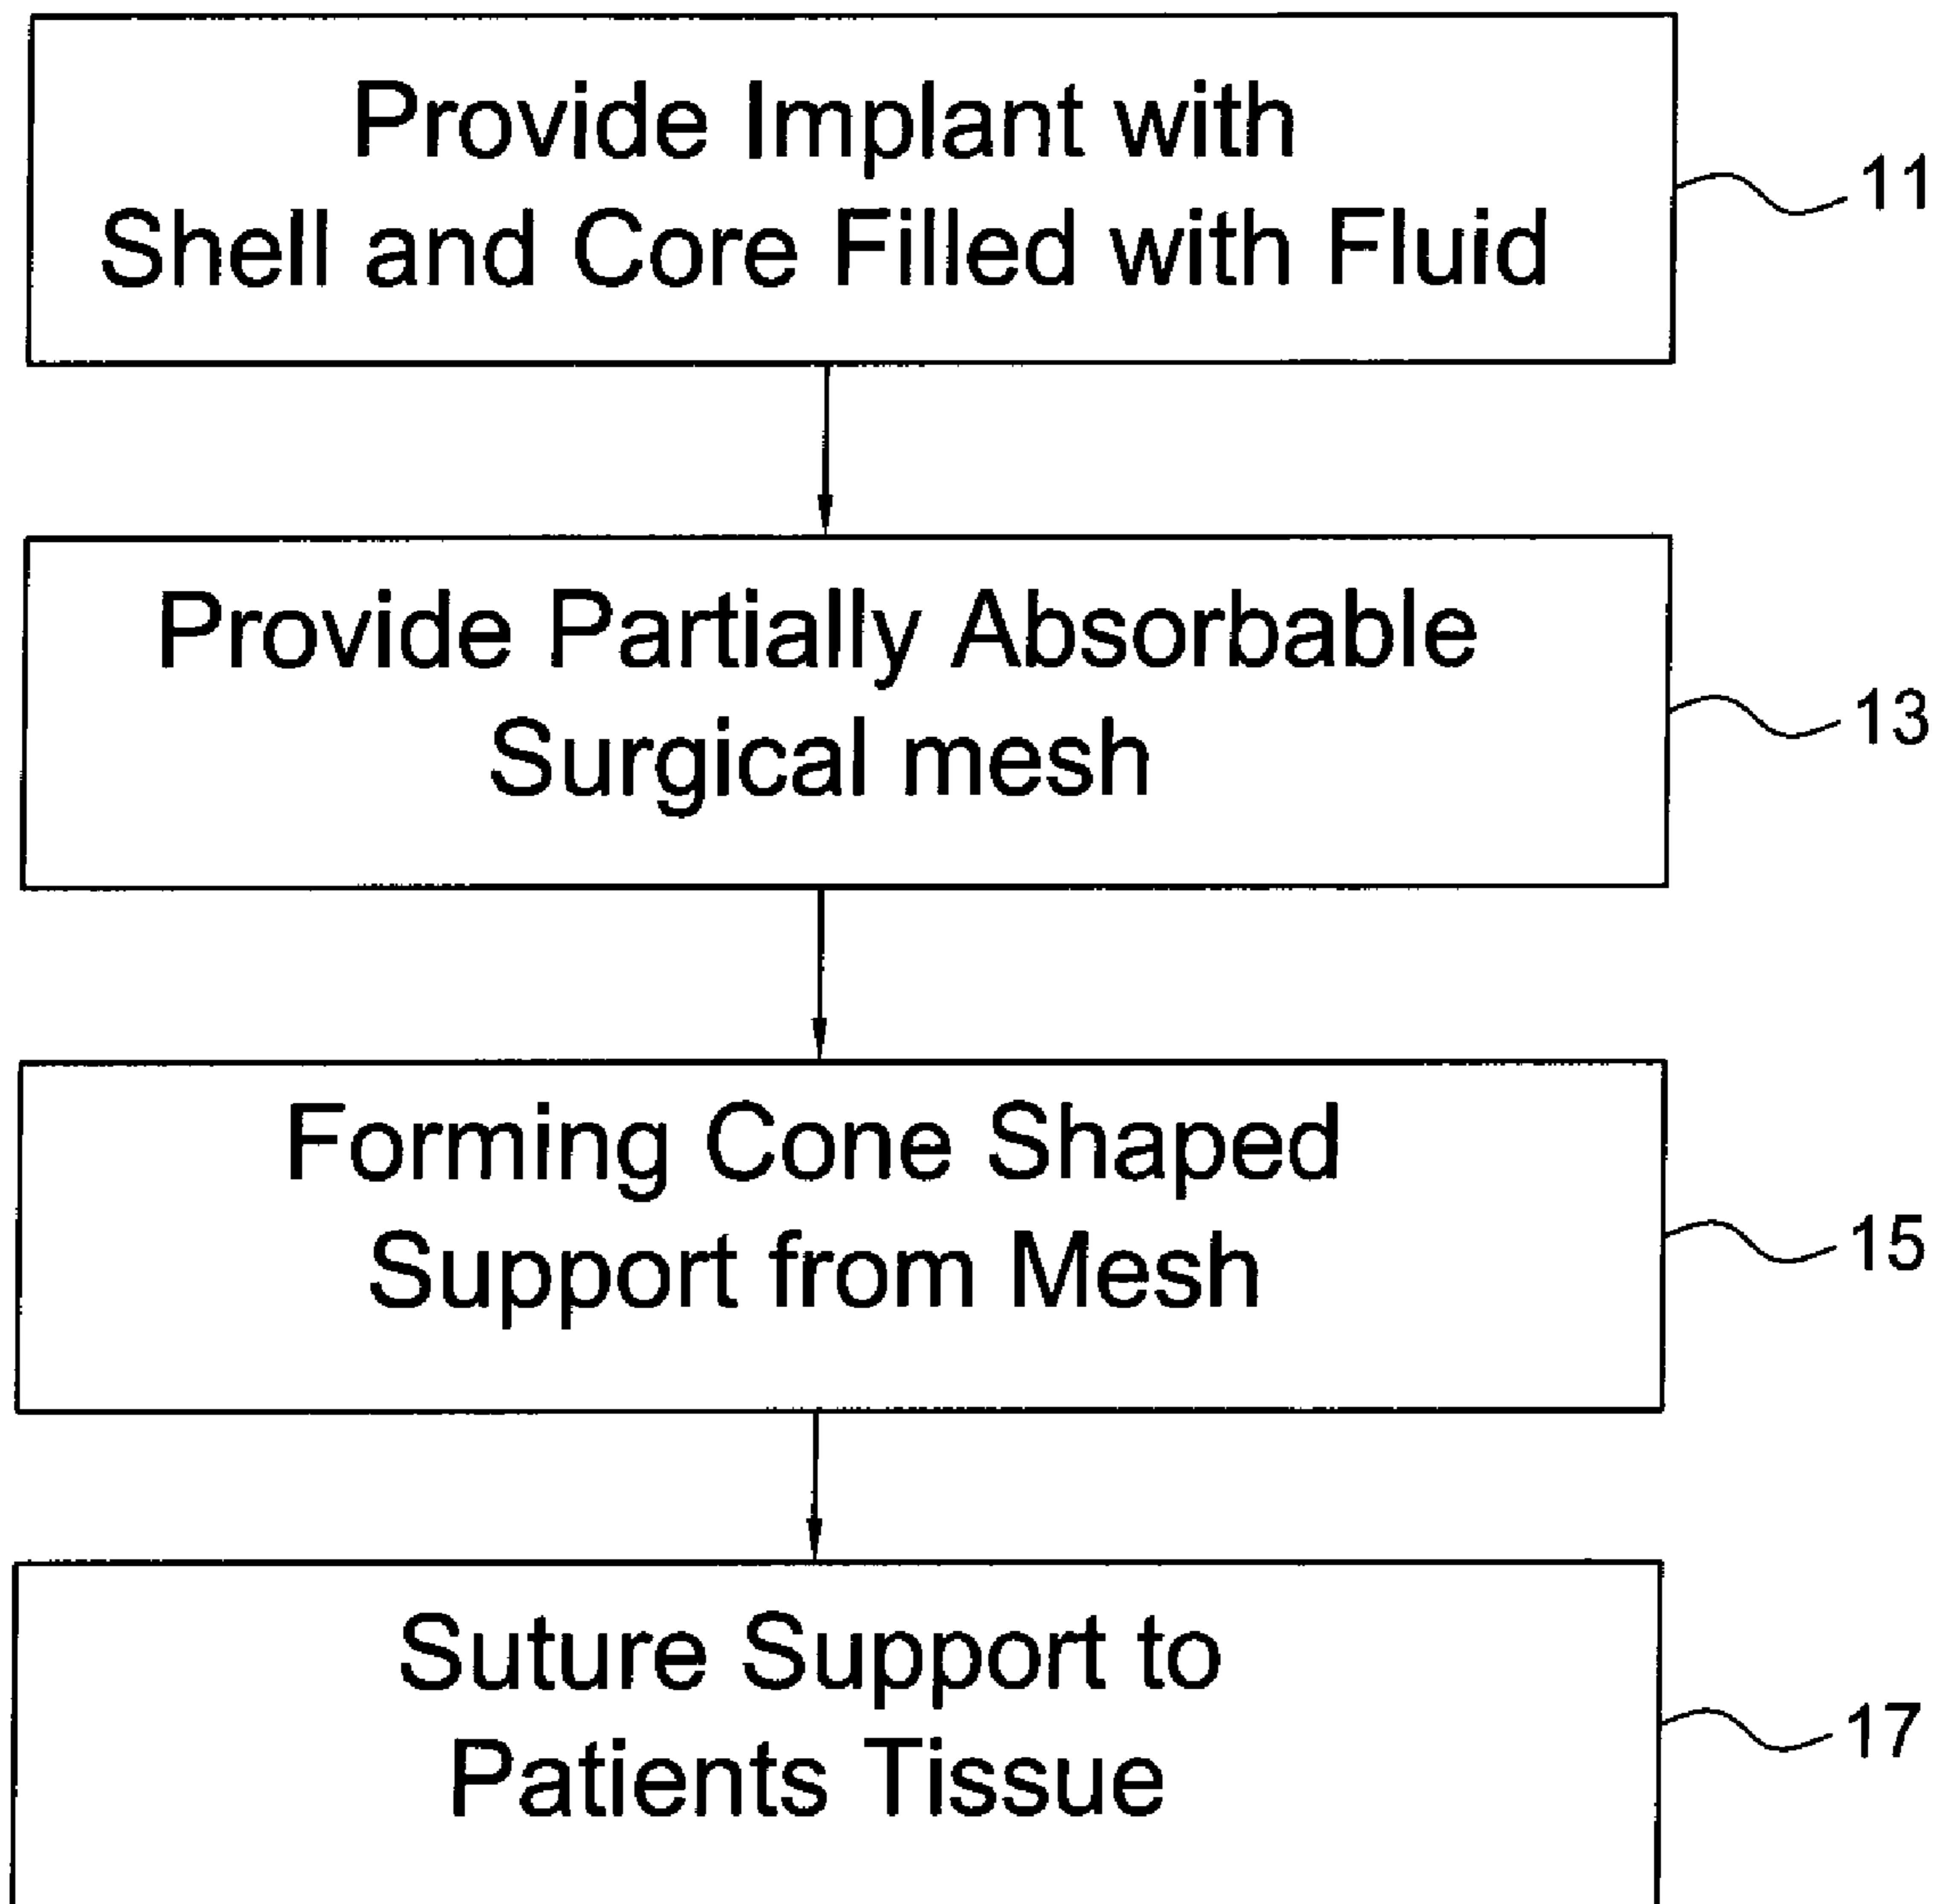 Provide Implant with
Shell and Core Filled with Fluid
11
Provide Partially Absorbable
Surgical mesh
13
Forming Cone Shaped
Support from Mesh
15
Suture Support to
Patients Tissue
17